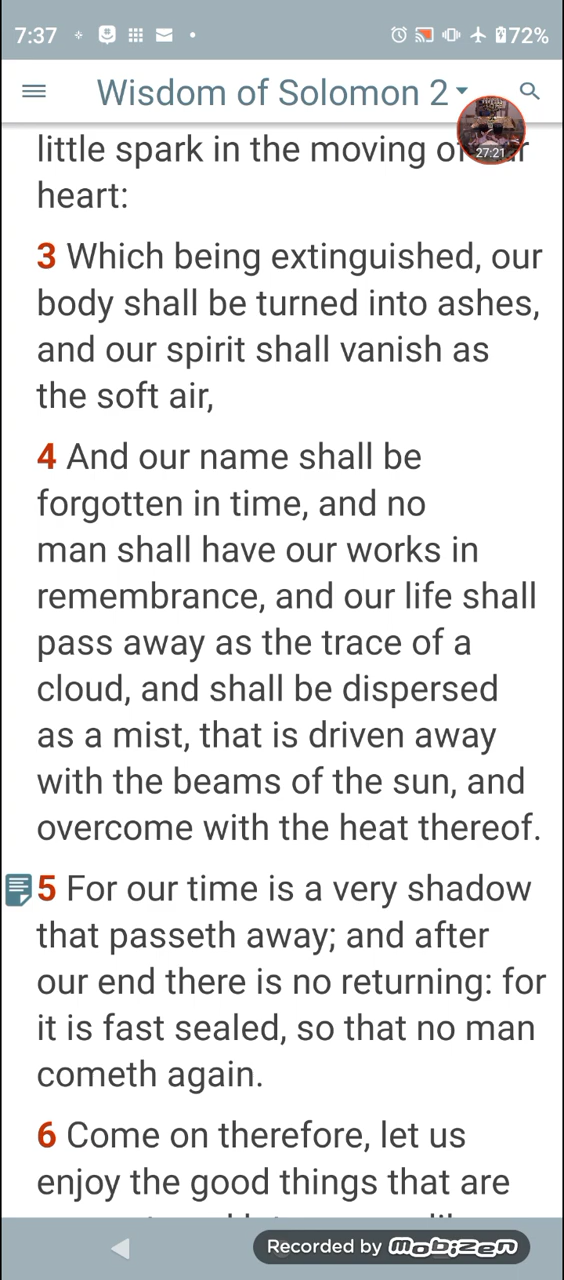 7:37
72%
Wisdom of Solomon 2
27:21
little spark in the moving of
heart:
3 Which being extinguished, our
body shall be turned into ashes,
and our spirit shall vanish as
the soft air,
4 And our name shall be
forgotten in time, and no
man shall have our works in
remembrance, and our life shall
pass away as the trace of a
cloud, and shall be dispersed
as a mist, that is driven away
with the beams of the sun, and
overcome with the heat thereof.
5 For our time is a very shadow
that passeth away; and after
our end there is no returning: for
it is fast sealed, so that no man
cometh again.
6 Come on therefore, let us
enjoy the good things that are
Recorded by Mobizen